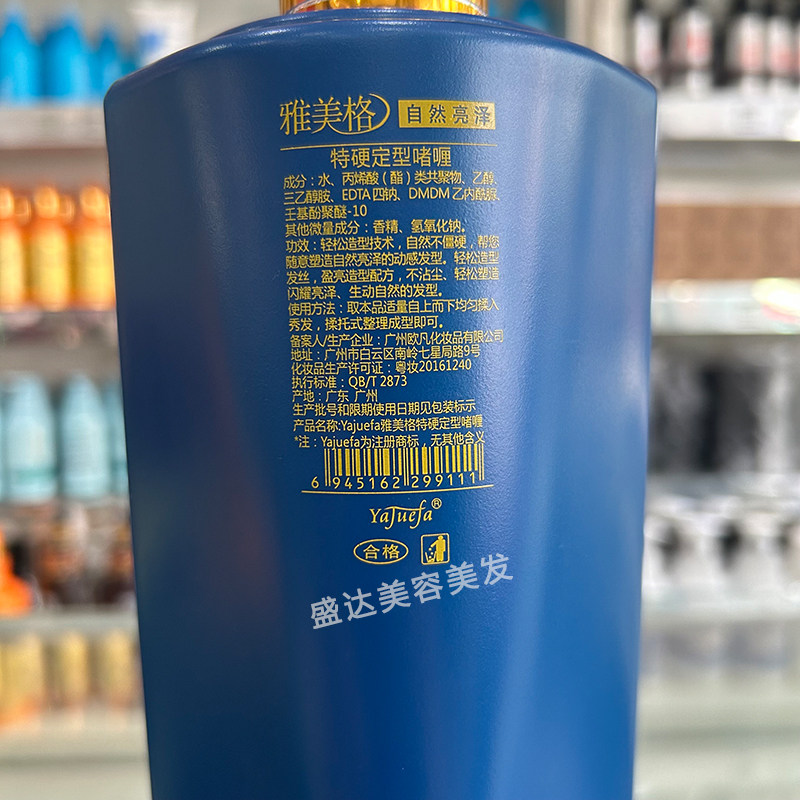 雅美格 自然亮泽
特硬定型啫喱
成分：水、丙烯酸（酯）类共聚物、乙醇、
三乙醇胺、EDTA四钠、DMDM乙内酰脲、
壬基酚聚醚-10
其他微量成分：香精、氢氧化钠。
功效：轻松造型技术，自然不僵硬，帮您
随意塑造自然亮泽的动感发型。轻松造型
发丝，盈亮造型配方，不沾尘、轻松塑造
闪耀亮泽、生动自然的发型。
使用方法：取本品适量自上而下均匀揉入
秀发，揉托式整理成型即可。
备案人/生产企业：广州欧凡化妆品有限公司
地址：广州市白云区南岭七星局路9号
化妆品生产许可证：粤妆20161240
执行标准：QB/T 2873
产地：广东 广州
生产批号和限期使用日期见包装标示
产品名称:Yajuefa雅美格特硬定型啫喱
*注：Yajuefa为注册商标，无其他含义
6 945162 299111
YaJuefa®
合格
盛达美容美发